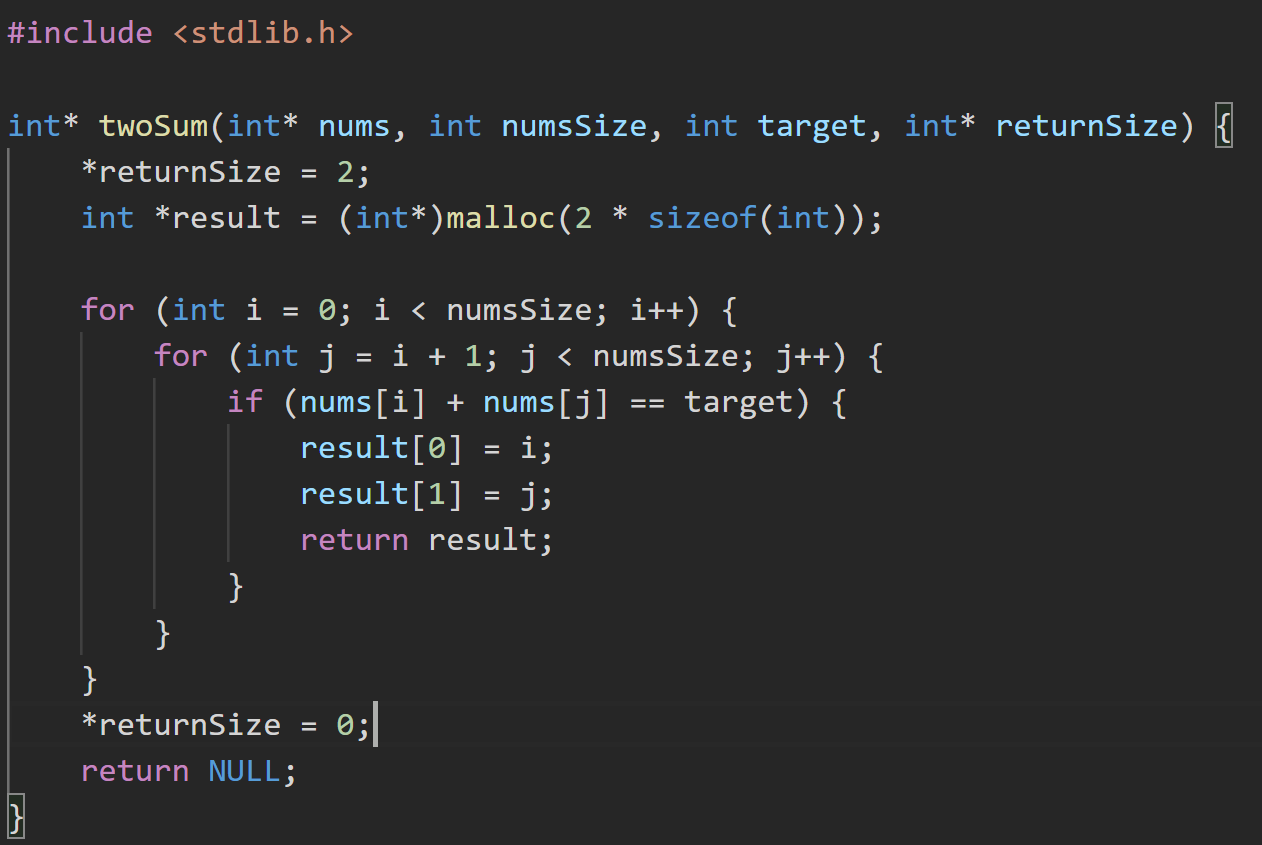 #include <stdlib.h>

int* twoSum(int* nums, int numsSize, int target, int* returnSize) {
    *returnSize = 2;
    int *result = (int*)malloc(2 * sizeof(int));

    for (int i = 0; i < numsSize; i++) {
        for (int j = i + 1; j < numsSize; j++) {
            if (nums[i] + nums[j] == target) {
                result[0] = i;
                result[1] = j;
                return result;
            }
        }
    }
    *returnSize = 0;
    return NULL;
}